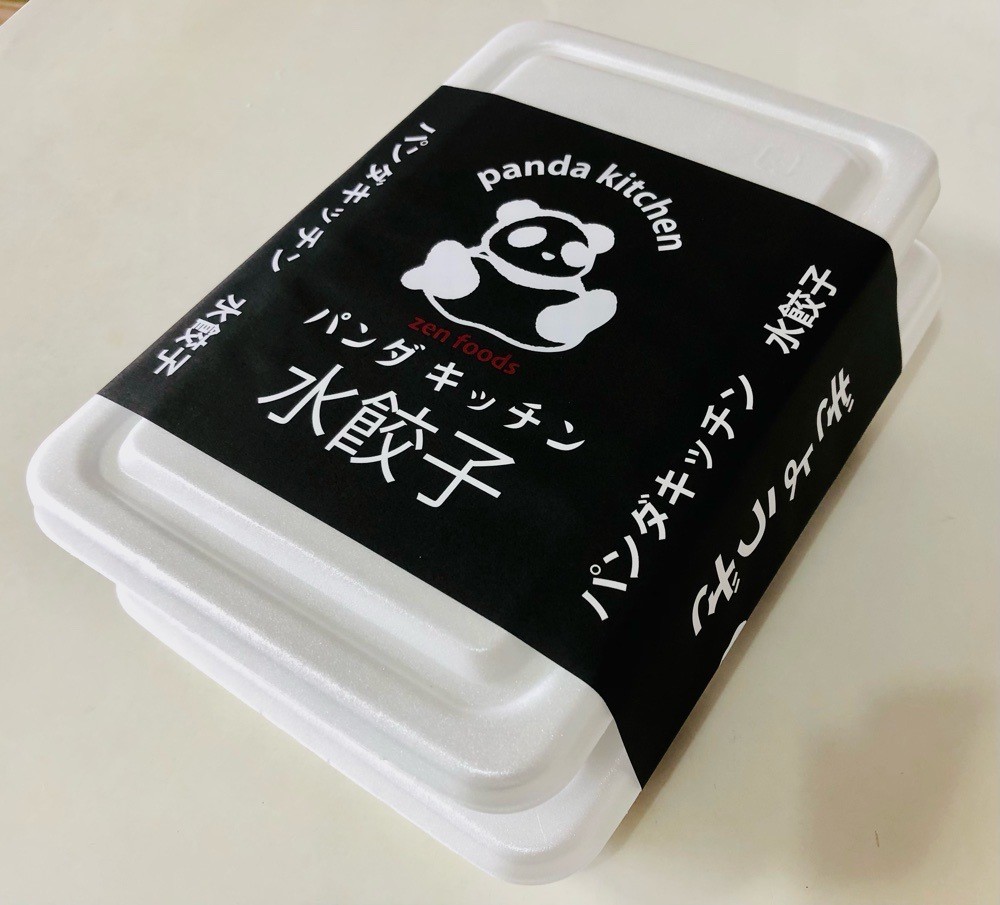 panda kitchen
zen foods
パンダキッチン
水餃子
パンダキッチン 水餃子
パンダキッチン 水餃子